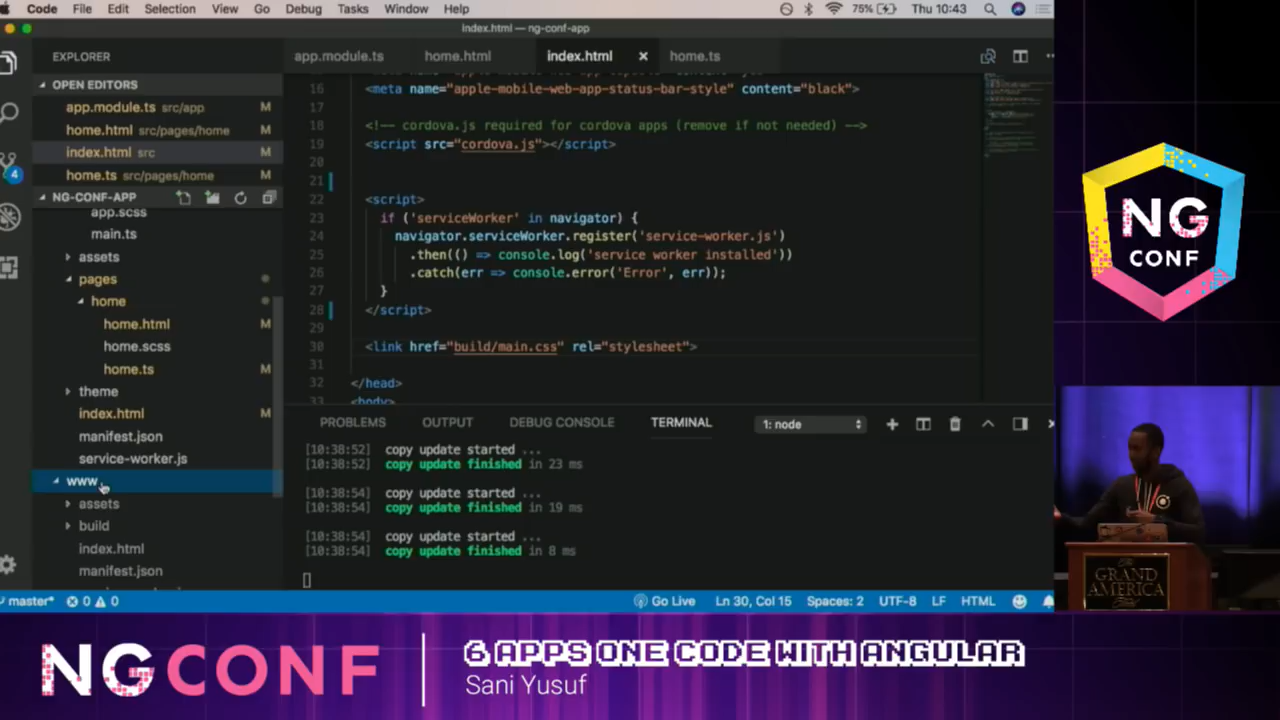 Code File Edit Selection View Go Debug Tasks Window Help 75% Thu 10:43
index.html — ng-conf-app
EXPLORER
app.module.ts home.html index.html home.ts
OPEN EDITORS
app.module.ts src/app M
home.html src/pages/home M
index.html src M
home.ts src/pages/home M
4
NG-CONF-APP
app.scss
main.ts
assets
pages
home
home.html M
home.scss
home.ts M
theme
index.html M
manifest.json
service-worker.js
www
assets
build
index.html
manifest.json
16 <meta name="apple-mobile-web-app-status-bar-style" content="black">
17
18 <!-- cordova.js required for cordova apps (remove if not needed) -->
19 <script src="cordova.js"></script>
20
21
22 <script>
23 if ('serviceWorker' in navigator) {
24 navigator.serviceWorker.register('service-worker.js')
25 .then(() => console.log('service worker installed'))
26 .catch(err => console.error('Error', err));
27 }
28 </script>
29
30 <link href="build/main.css" rel="stylesheet">
31
32 </head>
33 <body>
PROBLEMS OUTPUT DEBUG CONSOLE TERMINAL 1: node
[10:38:52] copy update started ...
[10:38:52] copy update finished in 23 ms
[10:38:54] copy update started ...
[10:38:54] copy update finished in 19 ms
[10:38:54] copy update started ...
[10:38:54] copy update finished in 8 ms
master* 0 0 Go Live Ln 30, Col 15 Spaces: 2 UTF-8 LF HTML
NG
CONF
THE
GRAND
AMERICA
NGCONF
6 APPS ONE CODE WITH ANGULAR
Sani Yusuf